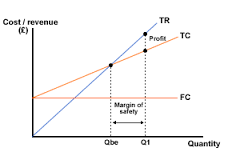 Cost / revenue
(£)
TR
Profit
TC
FC
Margin of
safety
Qbe
Q1
Quantity